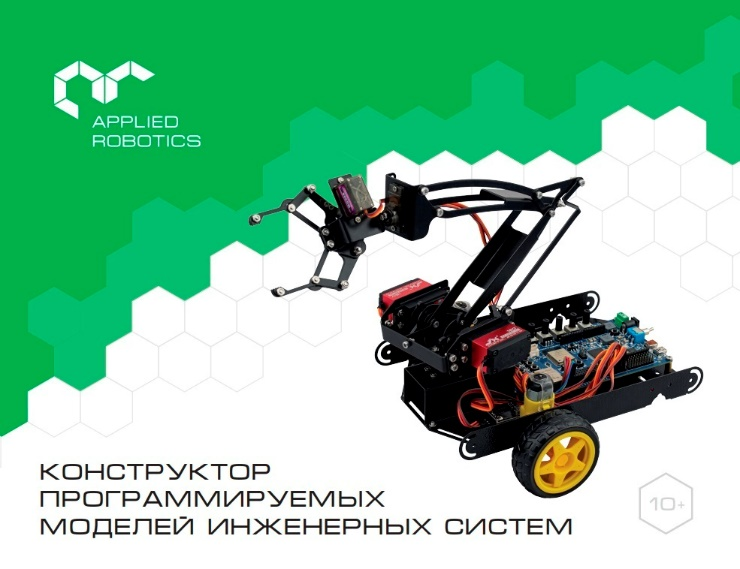 APPLIED
ROBOTICS
КОНСТРУКТОР
ПРОГРАММИРУЕМЫХ
МОДЕЛЕЙ ИНЖЕНЕРНЫХ СИСТЕМ
10+